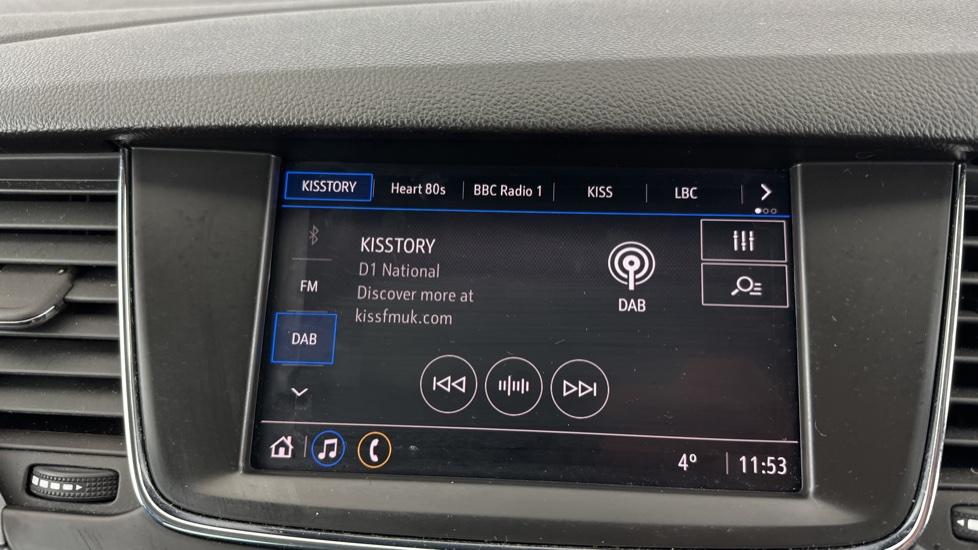 KISSTORY Heart 80s BBC Radio 1 KISS LBC
KISSTORY
D1 National
FM
Discover more at
kissfmuk.com
DAB
DAB
4° 11:53